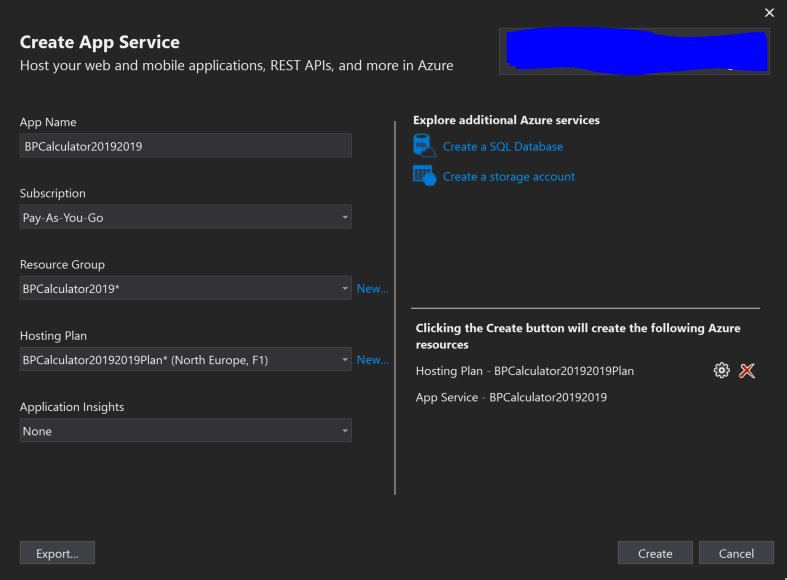 Create App Service
Host your web and mobile applications, REST APIs, and more in Azure
App Name
BPCalculator20192019
Subscription
Pay-As-You-Go
Resource Group
BPCalculator2019*
New...
Hosting Plan
BPCalculator20192019Plan* (North Europe, F1)
New...
Application Insights
None
Explore additional Azure services
SQL
Create a SQL Database
Create a storage account
Clicking the Create button will create the following Azure
resources
Hosting Plan - BPCalculator20192019Plan
App Service - BPCalculator20192019
Export...
Create
Cancel